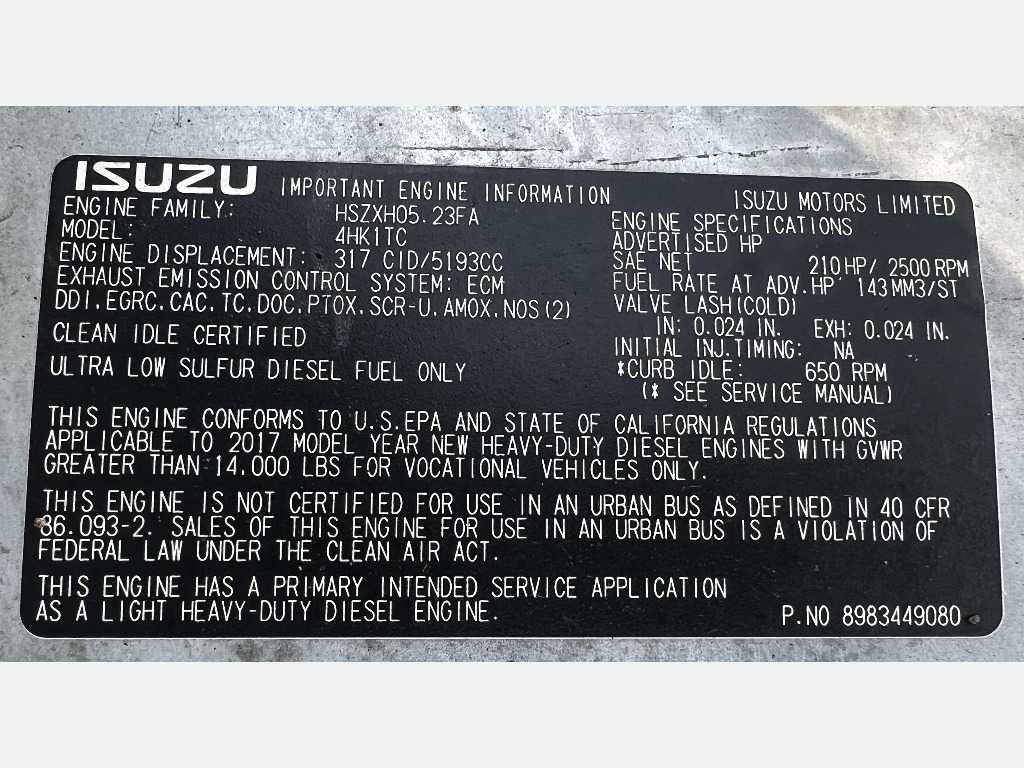 ISUZU IMPORTANT ENGINE INFORMATION ISUZU MOTORS LIMITED
ENGINE FAMILY: HSZXH05.23FA
MODEL: 4HK1TC
ENGINE DISPLACEMENT: 317 CID/5193CC
EXHAUST EMISSION CONTROL SYSTEM: ECM
DDI.EGRC.CAC.TC.DOC.PTOX.SCR-U.AMOX.NOS(2)
CLEAN IDLE CERTIFIED
ULTRA LOW SULFUR DIESEL FUEL ONLY
ENGINE SPECIFICATIONS
ADVERTISED HP
SAE NET 210HP/ 2500RPM
FUEL RATE AT ADV.HP 143MM3/ST
VALVE LASH(COLD)
IN: 0.024 IN. EXH: 0.024 IN.
INITIAL INJ.TIMING: NA
*CURB IDLE: 650 RPM
(* SEE SERVICE MANUAL)
THIS ENGINE CONFORMS TO U.S.EPA AND STATE OF CALIFORNIA REGULATIONS
APPLICABLE TO 2017 MODEL YEAR NEW HEAVY-DUTY DIESEL ENGINES WITH GVWR
GREATER THAN 14.000 LBS FOR VOCATIONAL VEHICLES ONLY.
THIS ENGINE IS NOT CERTIFIED FOR USE IN AN URBAN BUS AS DEFINED IN 40 CFR
86.093-2. SALES OF THIS ENGINE FOR USE IN AN URBAN BUS IS A VIOLATION OF
FEDERAL LAW UNDER THE CLEAN AIR ACT.
THIS ENGINE HAS A PRIMARY INTENDED SERVICE APPLICATION
AS A LIGHT HEAVY-DUTY DIESEL ENGINE.
P.NO 8983449080